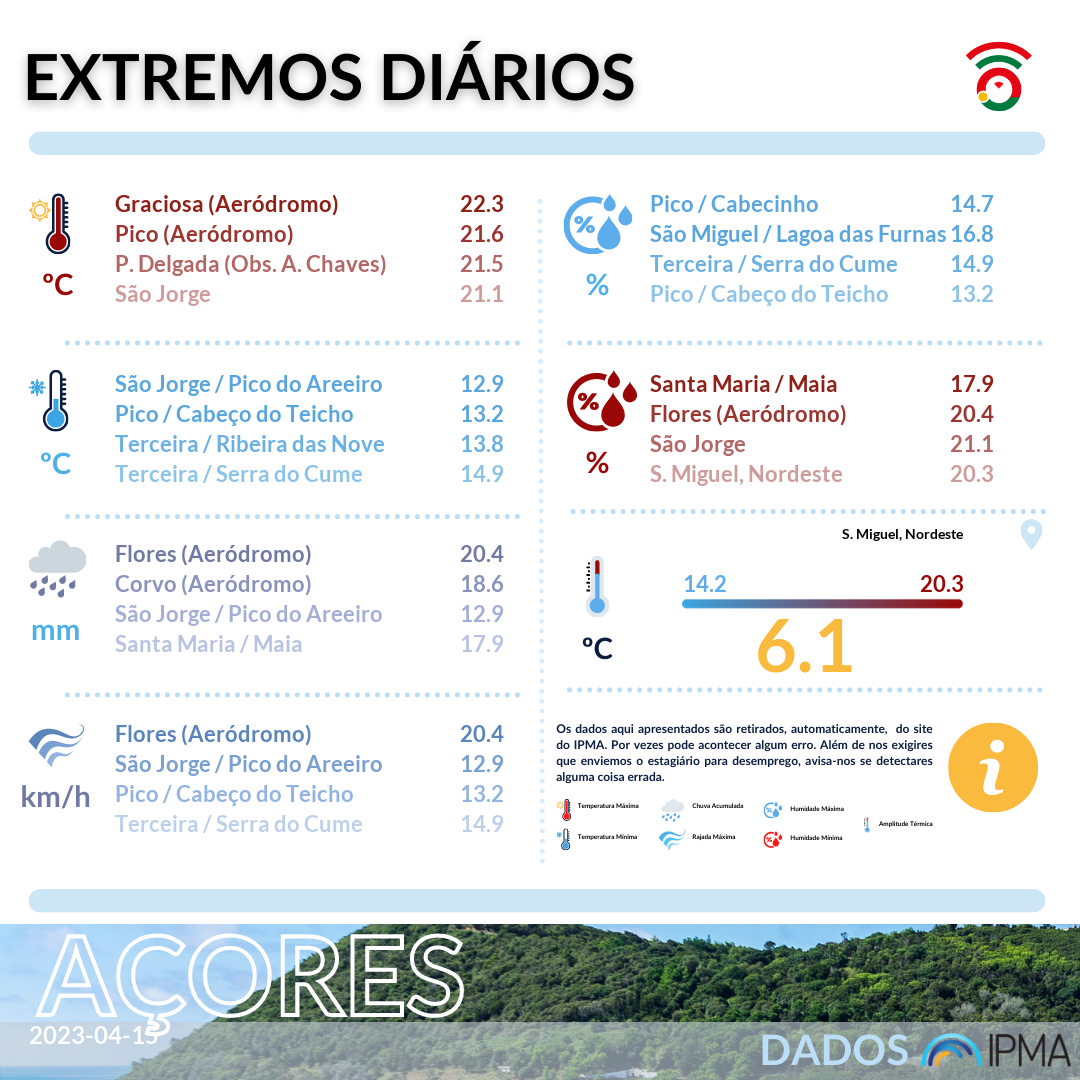 EXTREMOS DIÁRIOS
Graciosa (Aeródromo) 22.3
Pico (Aeródromo) 21.6
P. Delgada (Obs. A. Chaves) 21.5
São Jorge 21.1
ºC
São Jorge / Pico do Areeiro 12.9
Pico / Cabeço do Teicho 13.2
Terceira / Ribeira das Nove 13.8
Terceira / Serra do Cume 14.9
ºC
Flores (Aeródromo) 20.4
Corvo (Aeródromo) 18.6
São Jorge / Pico do Areeiro 12.9
Santa Maria / Maia 17.9
mm
Flores (Aeródromo) 20.4
São Jorge / Pico do Areeiro 12.9
Pico / Cabeço do Teicho 13.2
Terceira / Serra do Cume 14.9
km/h
%
Pico / Cabecinho 14.7
São Miguel / Lagoa das Furnas 16.8
Terceira / Serra do Cume 14.9
Pico / Cabeço do Teicho 13.2
%
%
Santa Maria / Maia 17.9
Flores (Aeródromo) 20.4
São Jorge 21.1
S. Miguel, Nordeste 20.3
%
S. Miguel, Nordeste
14.2 20.3
ºC
6.1
Os dados aqui apresentados são retirados, automaticamente, do site
do IPMA. Por vezes pode acontecer algum erro. Além de nos exigires
que enviemos o estagiário para desemprego, avisa-nos se detectares
alguma coisa errada.
i
Temperatura Máxima Chuva Acumulada Humidade Máxima
Amplitude Térmica
Temperatura Mínima Rajada Máxima Humidade Mínima
AÇORES
2023-04-15
DADOS IPMA